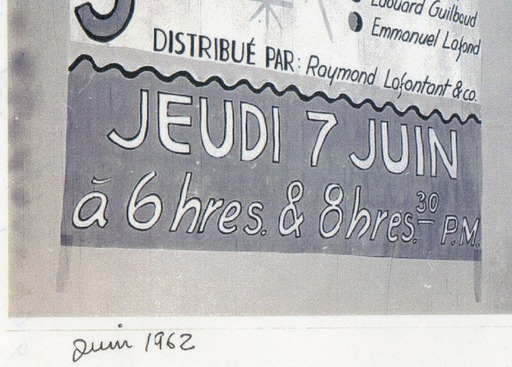 Edouard Guilbaud
Emmanuel Lafond
DISTRIBUÉ PAR: Raymond Lafontant & co.
JEUDI 7 JUIN
à 6 hres. & 8 hres. 30 P.M.
juin 1962